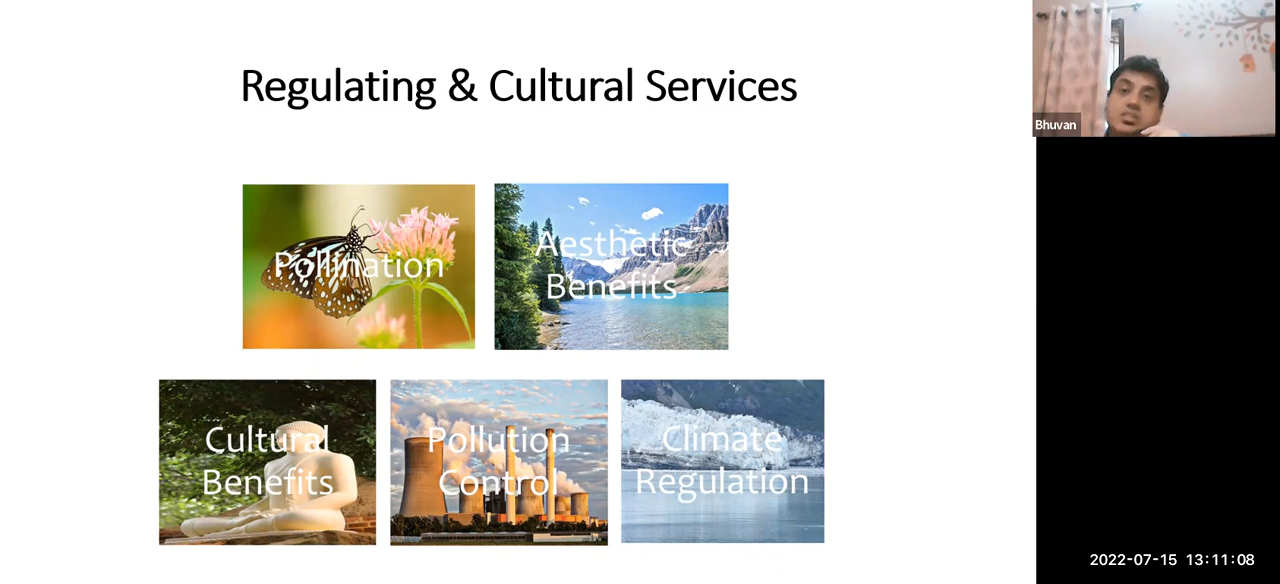 Regulating & Cultural Services
Bhuvan
Pollination
Aesthetic
Benefits
Cultural
Benefits
Pollution
Control
Climate
Regulation
2022-07-15 13:11:08